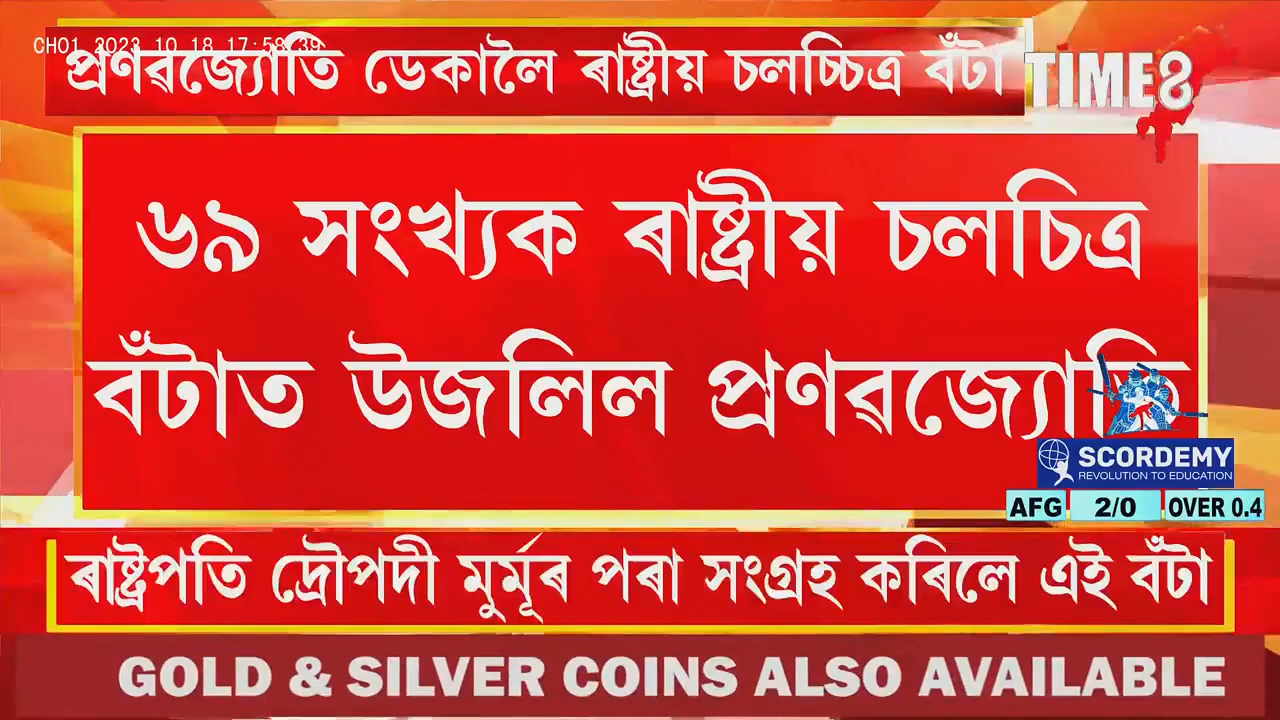 CH01 2023 10 18 17:58:39
প্ৰণৱজ্যোতি ডেকালৈ ৰাষ্ট্ৰীয় চলচ্চিত্ৰ বঁটা
TIME8
৬৯ সংখ্যক ৰাষ্ট্ৰীয় চলচিত্ৰ
বঁটাত উজলিল প্ৰণৱজ্যোতি
SCORDEMY
REVOLUTION TO EDUCATION
AFG 2/0 OVER 0.4
ৰাষ্ট্ৰপতি দ্ৰৌপদী মুৰ্মূৰ পৰা সংগ্ৰহ কৰিলে এই বঁটা
GOLD & SILVER COINS ALSO AVAILABLE